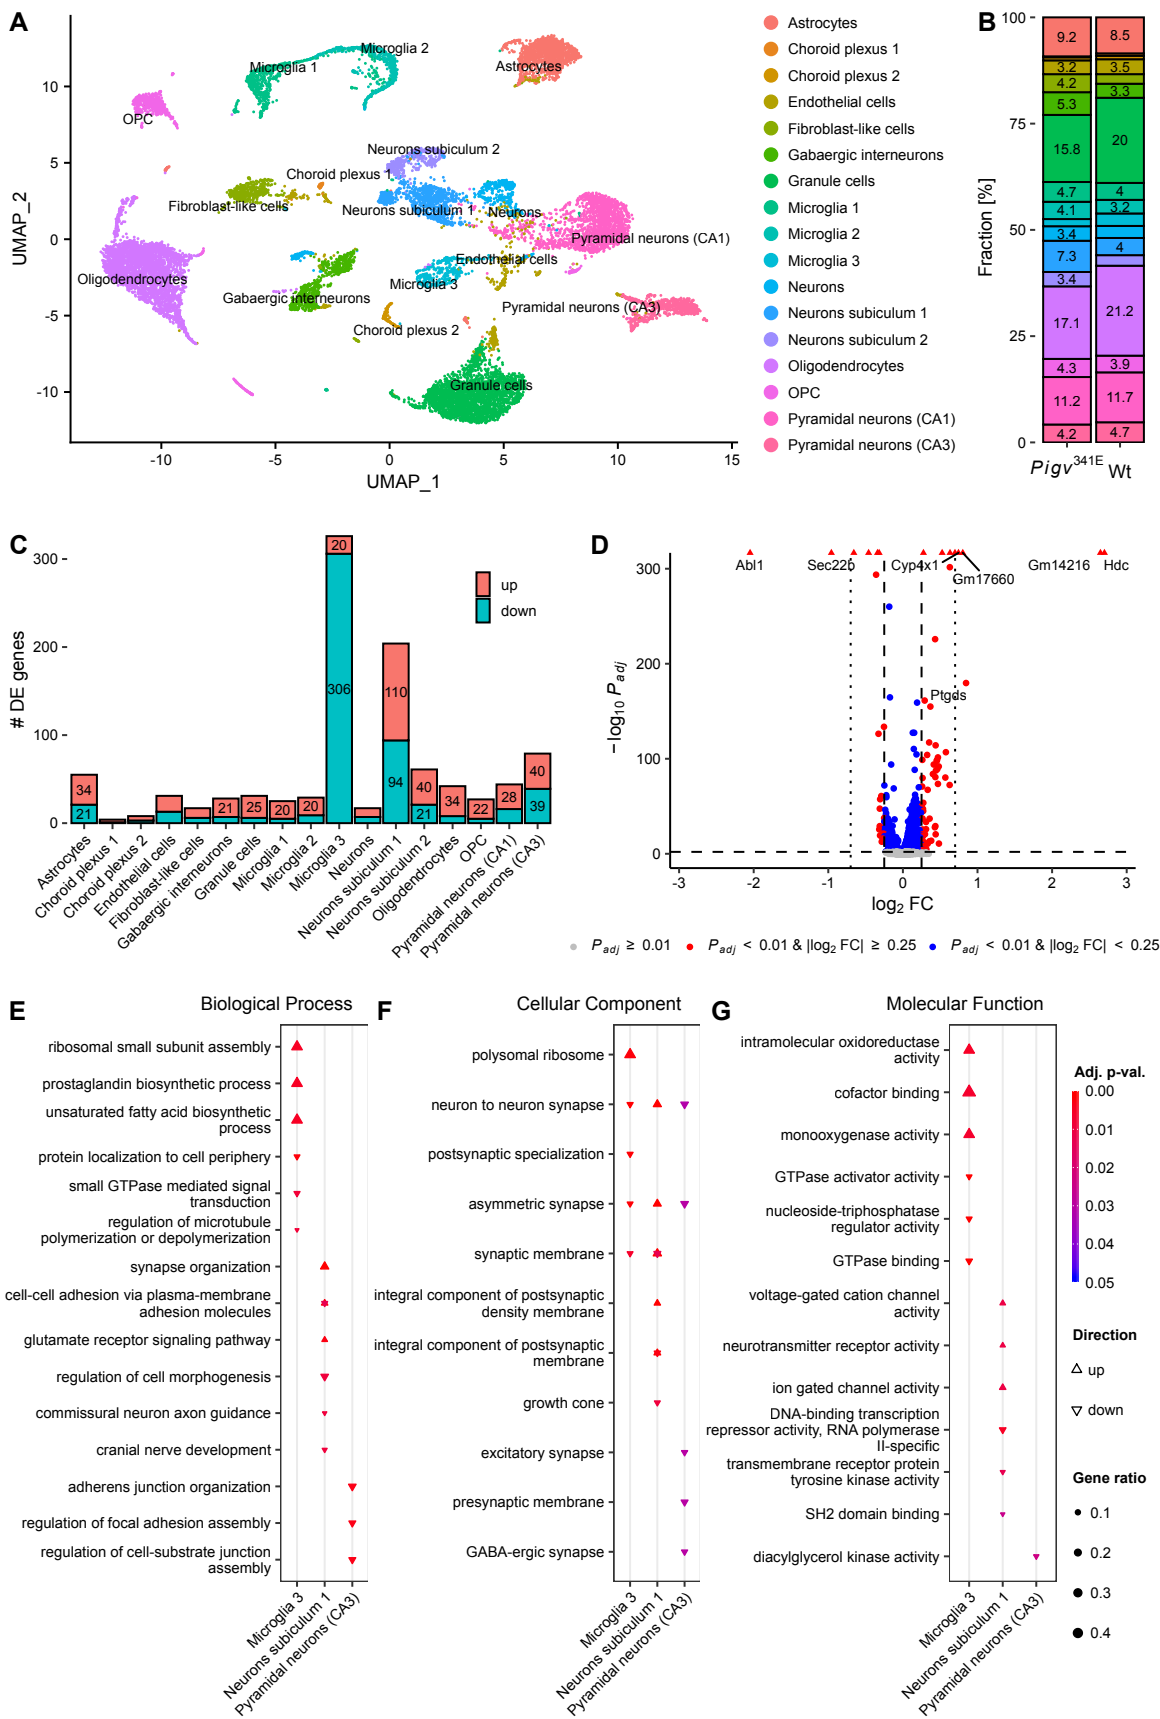 A
10
5
0
-5
-10
UMAP_2
-10
-5
0
5
10
15
UMAP_1
Microglia 2
Microglia 1
Astrocytes
OPC
Neurons subiculum 2
Choroid plexus 1
Fibroblast-like cells
Neurons subiculum 1
Neurons
Pyramidal neurons (CA1)
Endothelial cells
Oligodendrocytes
Microglia 3
Gabaergic interneurons
Pyramidal neurons (CA3)
Choroid plexus 2
Granule cells
Astrocytes
Choroid plexus 1
Choroid plexus 2
Endothelial cells
Fibroblast-like cells
Gabaergic interneurons
Granule cells
Microglia 1
Microglia 2
Microglia 3
Neurons
Neurons subiculum 1
Neurons subiculum 2
Oligodendrocytes
OPC
Pyramidal neurons (CA1)
Pyramidal neurons (CA3)
B
100
75
50
25
0
Fraction [%]
9.2
3.2
4.2
5.3
15.8
4.7
4.1
3.4
7.3
3.4
17.1
4.3
11.2
4.2
8.5
3.5
3.3
20
4
3.2
4
21.2
3.9
11.7
4.7
Pigv341E Wt
C
300
200
100
0
# DE genes
up
down
34
21
21
25
20
20
20
306
110
94
40
21
34
22
28
40
39
Astrocytes
Choroid plexus 1
Choroid plexus 2
Endothelial cells
Fibroblast-like cells
Gabaergic interneurons
Granule cells
Microglia 1
Microglia 2
Microglia 3
Neurons
Neurons subiculum 1
Neurons subiculum 2
Oligodendrocytes
OPC
Pyramidal neurons (CA1)
Pyramidal neurons (CA3)
D
300
200
100
0
−log10 Padj
Abl1
Sec22b
Cyp4x1
Gm17660
Gm14216
Hdc
Ptgds
-3
-2
-1
0
1
2
3
log2 FC
Padj ≥ 0.01
Padj < 0.01 & |log2 FC| ≥ 0.25
Padj < 0.01 & |log2 FC| < 0.25
E
Biological Process
ribosomal small subunit assembly
prostaglandin biosynthetic process
unsaturated fatty acid biosynthetic
process
protein localization to cell periphery
small GTPase mediated signal
transduction
regulation of microtubule
polymerization or depolymerization
synapse organization
cell-cell adhesion via plasma-membrane
adhesion molecules
glutamate receptor signaling pathway
regulation of cell morphogenesis
commissural neuron axon guidance
cranial nerve development
adherens junction organization
regulation of focal adhesion assembly
regulation of cell-substrate junction
assembly
Microglia 3
Neurons subiculum 1
Pyramidal neurons (CA3)
F
Cellular Component
polysomal ribosome
neuron to neuron synapse
postsynaptic specialization
asymmetric synapse
synaptic membrane
integral component of postsynaptic
density membrane
integral component of postsynaptic
membrane
growth cone
excitatory synapse
presynaptic membrane
GABA-ergic synapse
Microglia 3
Neurons subiculum 1
Pyramidal neurons (CA3)
G
Molecular Function
intramolecular oxidoreductase
activity
cofactor binding
monooxygenase activity
GTPase activator activity
nucleoside-triphosphatase
regulator activity
GTPase binding
voltage-gated cation channel
activity
neurotransmitter receptor activity
ion gated channel activity
DNA-binding transcription
repressor activity, RNA polymerase
II-specific
transmembrane receptor protein
tyrosine kinase activity
SH2 domain binding
diacylglycerol kinase activity
Microglia 3
Neurons subiculum 1
Pyramidal neurons (CA3)
Adj. p-val.
0.00
0.01
0.02
0.03
0.04
0.05
Direction
up
down
Gene ratio
0.1
0.2
0.3
0.4